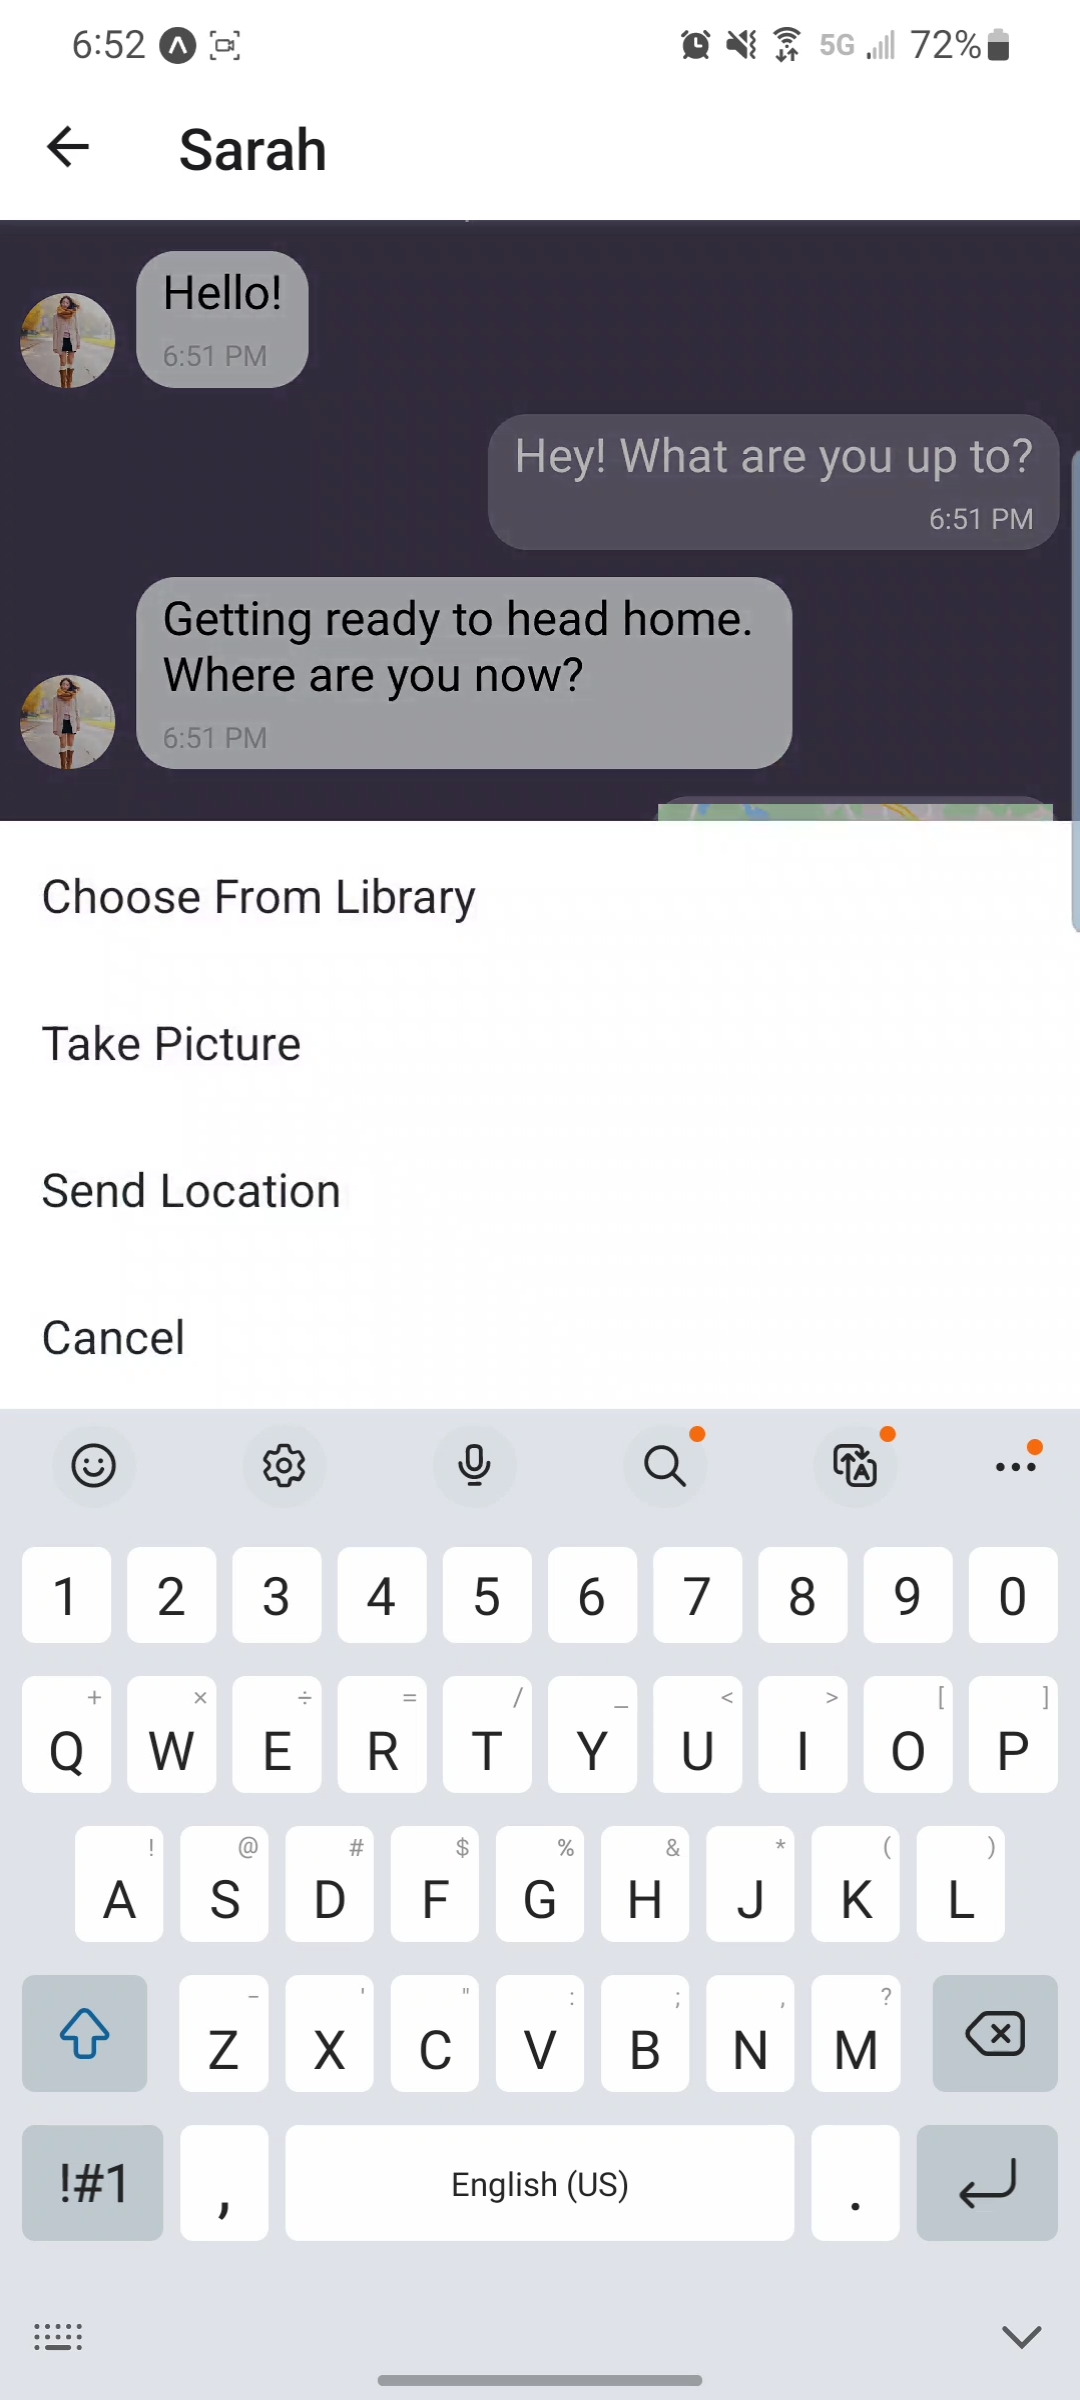 6:52 5G 72%
Sarah
Hello!
6:51 PM
Hey! What are you up to?
6:51 PM
Getting ready to head home.
Where are you now?
6:51 PM
Choose From Library
Take Picture
Send Location
Cancel
1 2 3 4 5 6 7 8 9 0
+ × ÷ = / _ < > [ ]
Q W E R T Y U I O P
! @ # $ % & * ( )
A S D F G H J K L
- ' " : ; , ?
Z X C V B N M
!#1 , English (US) .